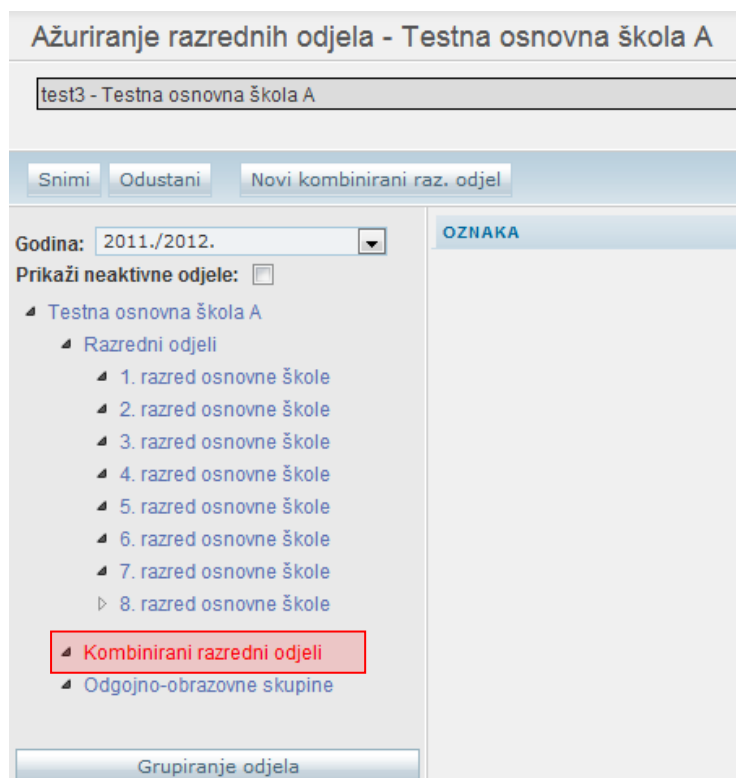 Ažuriranje razrednih odjela - Testna osnovna škola A
test3 - Testna osnovna škola A
Snimi Odustani Novi kombinirani raz. odjel
Godina: 2011./2012.
Prikaži neaktivne odjele:
Testna osnovna škola A
Razredni odjeli
1. razred osnovne škole
2. razred osnovne škole
3. razred osnovne škole
4. razred osnovne škole
5. razred osnovne škole
6. razred osnovne škole
7. razred osnovne škole
8. razred osnovne škole
Kombinirani razredni odjeli
Odgojno-obrazovne skupine
Grupiranje odjela
OZNAKA